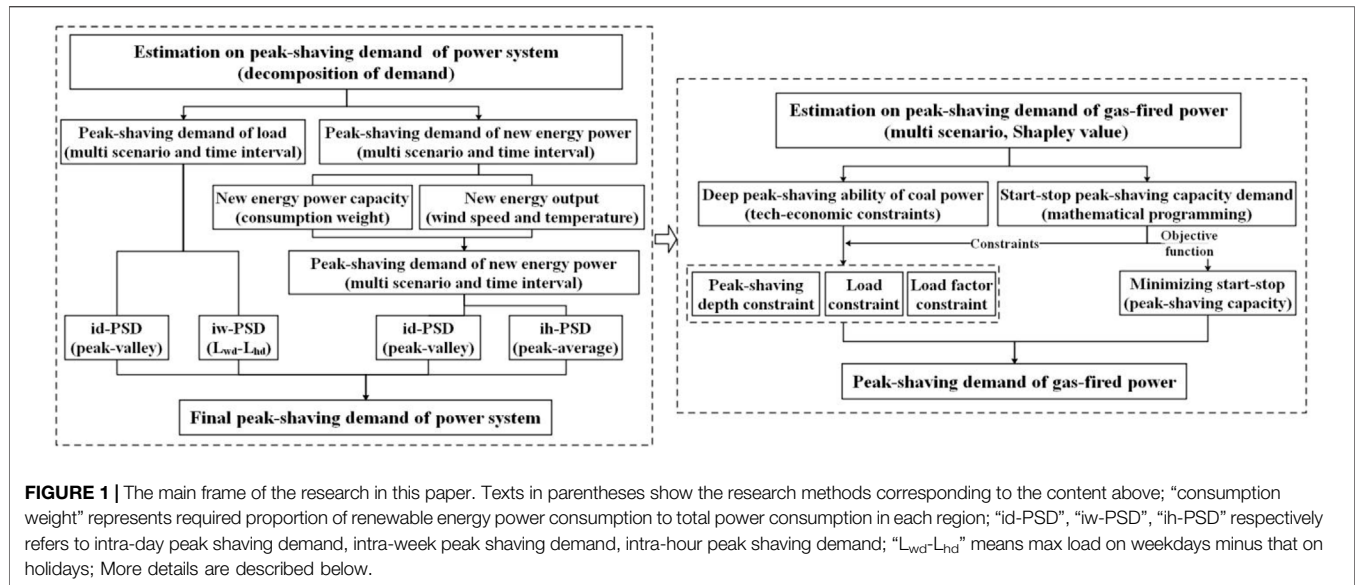 Estimation on peak-shaving demand of power system
(decomposition of demand)
Peak-shaving demand of load
(multi scenario and time interval)
Peak-shaving demand of new energy power
(multi scenario and time interval)
New energy power capacity
(consumption weight)
New energy output
(wind speed and temperature)
Peak-shaving demand of new energy power
(multi scenario and time interval)
id-PSD
(peak-valley)
iw-PSD
(Lwd-Lhd)
id-PSD
(peak-valley)
ih-PSD
(peak-average)
Final peak-shaving demand of power system
Estimation on peak-shaving demand of gas-fired power
(multi scenario, Shapley value)
Deep peak-shaving ability of coal power
(tech-economic constraints)
Start-stop peak-shaving capacity demand
(mathematical programming)
Constraints
Objective
function
Peak-shaving
depth constraint
Load
constraint
Load factor
constraint
Minimizing start-stop
(peak-shaving capacity)
Peak-shaving demand of gas-fired power
FIGURE 1 | The main frame of the research in this paper. Texts in parentheses show the research methods corresponding to the content above; “consumption
weight” represents required proportion of renewable energy power consumption to total power consumption in each region; “id-PSD”, “iw-PSD”, “ih-PSD” respectively
refers to intra-day peak shaving demand, intra-week peak shaving demand, intra-hour peak shaving demand; “Lwd-Lhd” means max load on weekdays minus that on
holidays; More details are described below.